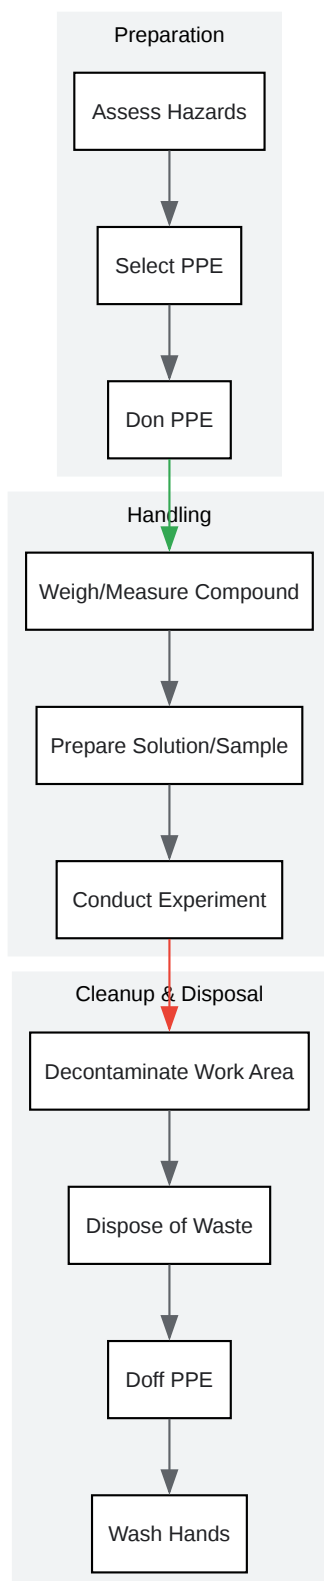 Preparation
Assess Hazards
Select PPE
Don PPE
Handling
Weigh/Measure Compound
Prepare Solution/Sample
Conduct Experiment
Cleanup & Disposal
Decontaminate Work Area
Dispose of Waste
Doff PPE
Wash Hands